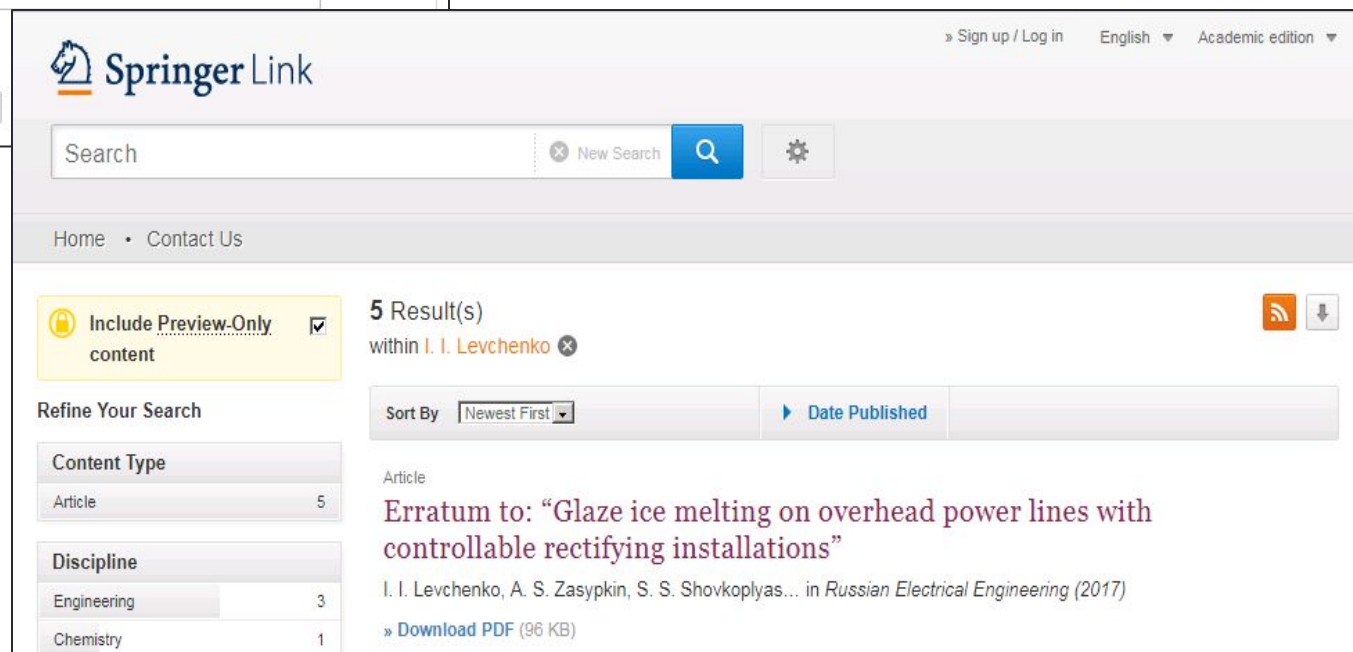 » Sign up / Log in English Academic edition
Springer Link
Search New Search
Home • Contact Us
Include Preview-Only
content
5 Result(s)
within I. I. Levchenko
Refine Your Search
Sort By Newest First Date Published
Content Type
Article 5
Article
Erratum to: “Glaze ice melting on overhead power lines with
controllable rectifying installations”
I. I. Levchenko, A. S. Zasypkin, S. S. Shovkoplyas... in Russian Electrical Engineering (2017)
» Download PDF (96 KB)
Discipline
Engineering 3
Chemistry 1